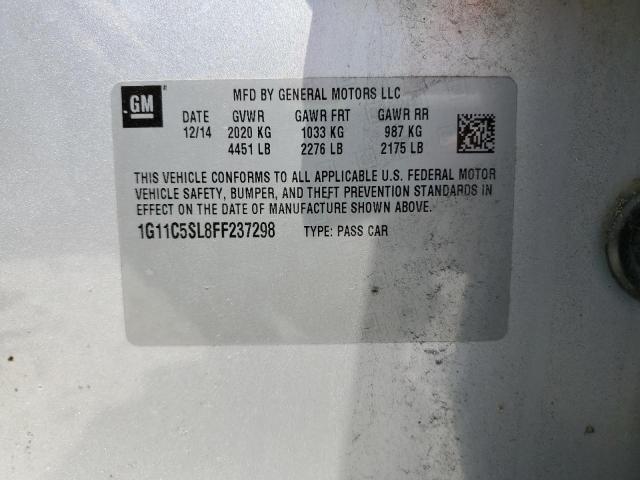 GM
MFD BY GENERAL MOTORS LLC
DATE GVWR GAWR FRT GAWR RR
12/14 2020 KG 1033 KG 987 KG
4451 LB 2276 LB 2175 LB
THIS VEHICLE CONFORMS TO ALL APPLICABLE U.S. FEDERAL MOTOR
VEHICLE SAFETY, BUMPER, AND THEFT PREVENTION STANDARDS IN
EFFECT ON THE DATE OF MANUFACTURE SHOWN ABOVE.
1G11C5SL8FF237298 TYPE: PASS CAR